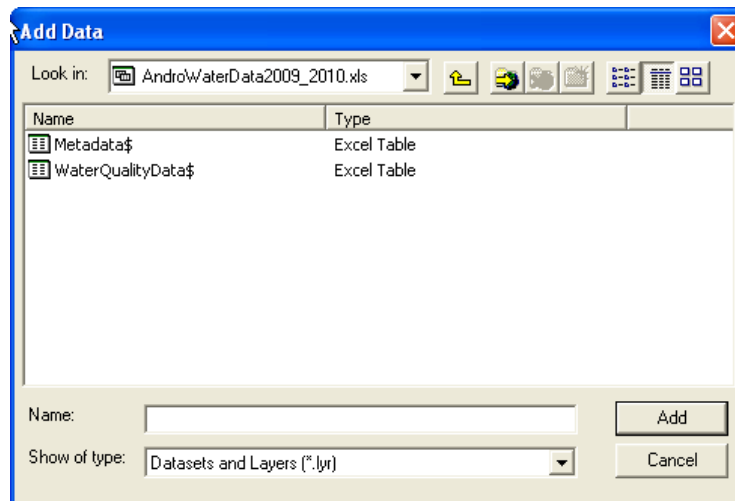 Add Data
Look in: AndroWaterData2009_2010.xls
Name Type
Metadata$ Excel Table
WaterQualityData$ Excel Table
Name: Add
Show of type: Datasets and Layers (*.lyr) Cancel